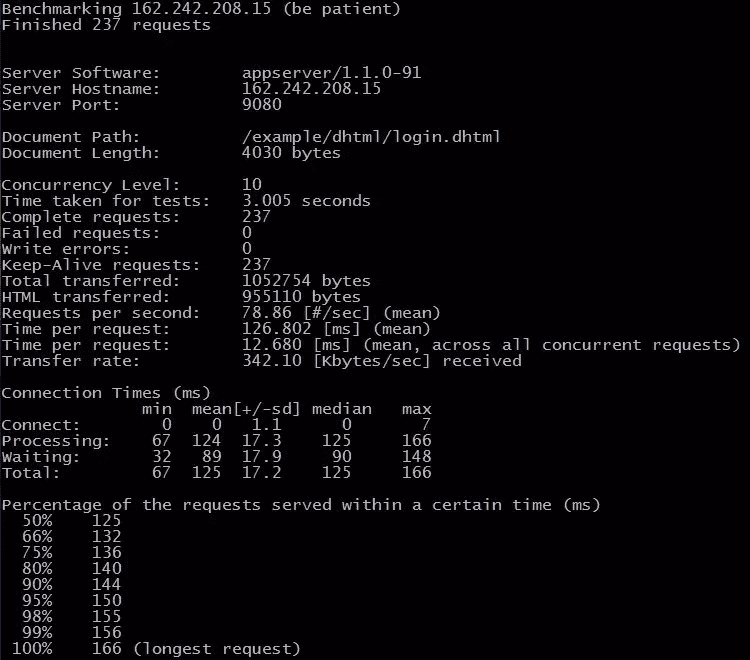 Benchmarking 162.242.208.15 (be patient)
Finished 237 requests
Server Software: appserver/1.1.0-91
Server Hostname: 162.242.208.15
Server Port: 9080
Document Path: /example/dhtml/login.dhtml
Document Length: 4030 bytes
Concurrency Level: 10
Time taken for tests: 3.005 seconds
Complete requests: 237
Failed requests: 0
Write errors: 0
Keep-Alive requests: 237
Total transferred: 1052754 bytes
HTML transferred: 955110 bytes
Requests per second: 78.86 [#/sec] (mean)
Time per request: 126.802 [ms] (mean)
Time per request: 12.680 [ms] (mean, across all concurrent requests)
Transfer rate: 342.10 [Kbytes/sec] received
Connection Times (ms)
min mean[+/-sd] median max
Connect: 0 0 1.1 0 7
Processing: 67 124 17.3 125 166
Waiting: 32 89 17.9 90 148
Total: 67 125 17.2 125 166
Percentage of the requests served within a certain time (ms)
50% 125
66% 132
75% 136
80% 140
90% 144
95% 150
98% 155
99% 156
100% 166 (longest request)